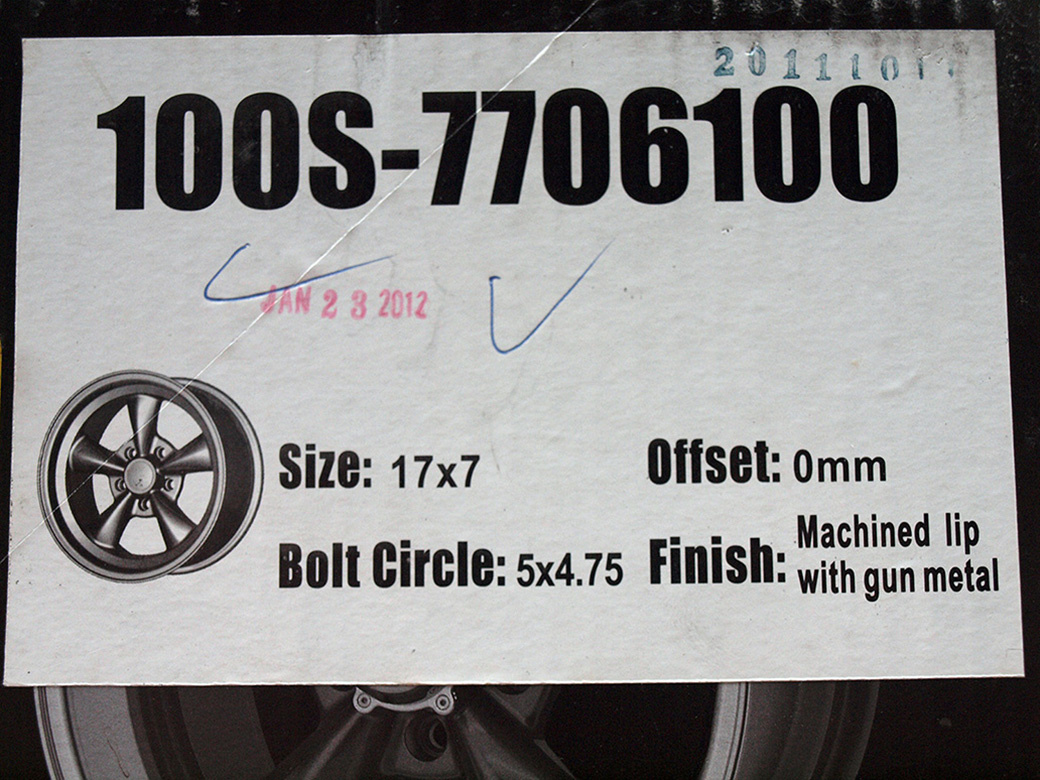 100S-7706100
JAN 23 2012
Size: 17x7
Offset: 0mm
Bolt Circle: 5x4.75
Finish: Machined lip
with gun metal